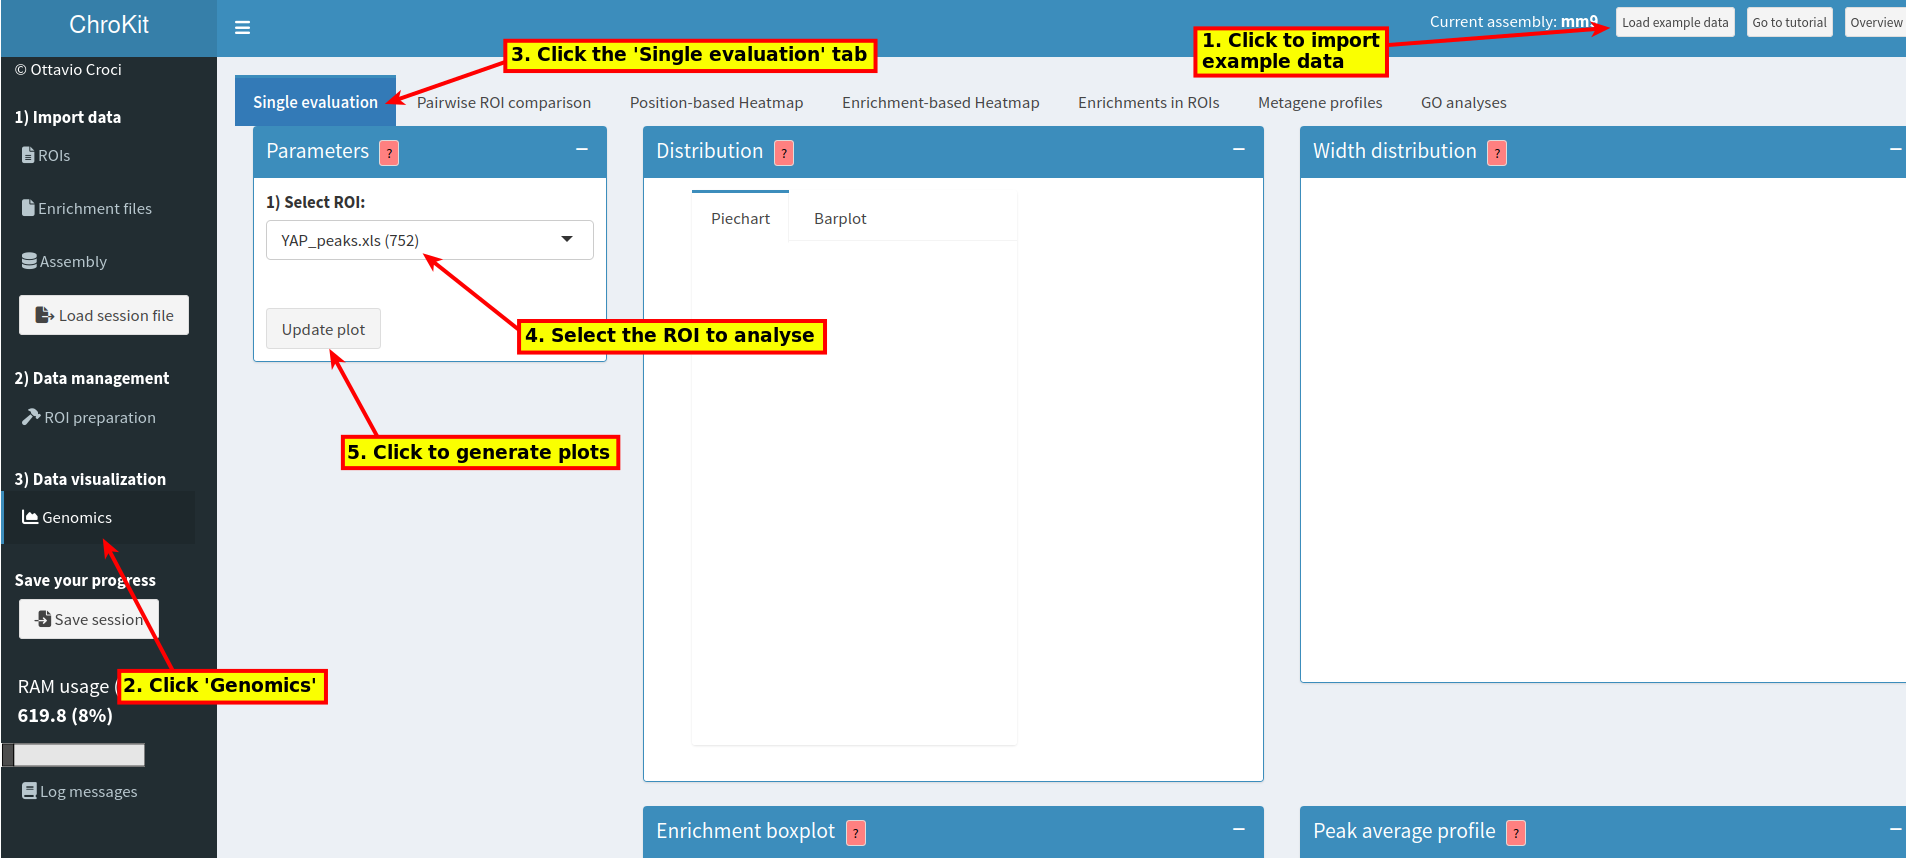 ChroKit
Current assembly: mm9
Load example data
Go to tutorial
Overview
1. Click to import
example data
3. Click the 'Single evaluation' tab
© Ottavio Croci
1) Import data
ROIs
Enrichment files
Assembly
Load session file
2) Data management
ROI preparation
3) Data visualization
Genomics
Save your progress
Save session
2. Click 'Genomics'
RAM usage (
619.8 (8%)
Log messages
Single evaluation
Pairwise ROI comparison
Position-based Heatmap
Enrichment-based Heatmap
Enrichments in ROIs
Metagene profiles
GO analyses
Parameters ?
1) Select ROI:
YAP_peaks.xls (752)
Update plot
4. Select the ROI to analyse
5. Click to generate plots
Distribution ?
Piechart
Barplot
Width distribution ?
Enrichment boxplot ?
Peak average profile ?